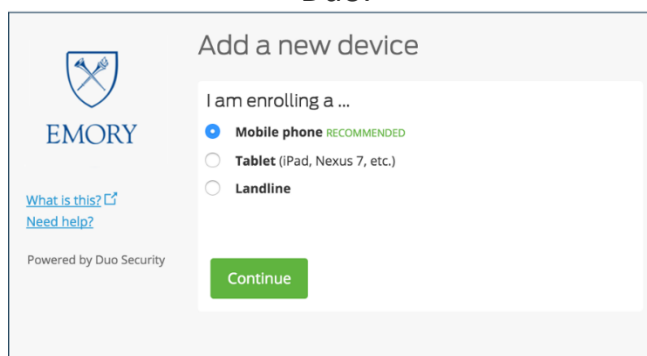 Duo.
Add a new device
I am enrolling a ...
Mobile phone RECOMMENDED
Tablet (iPad, Nexus 7, etc.)
Landline
Continue
EMORY
What is this?
Need help?
Powered by Duo Security